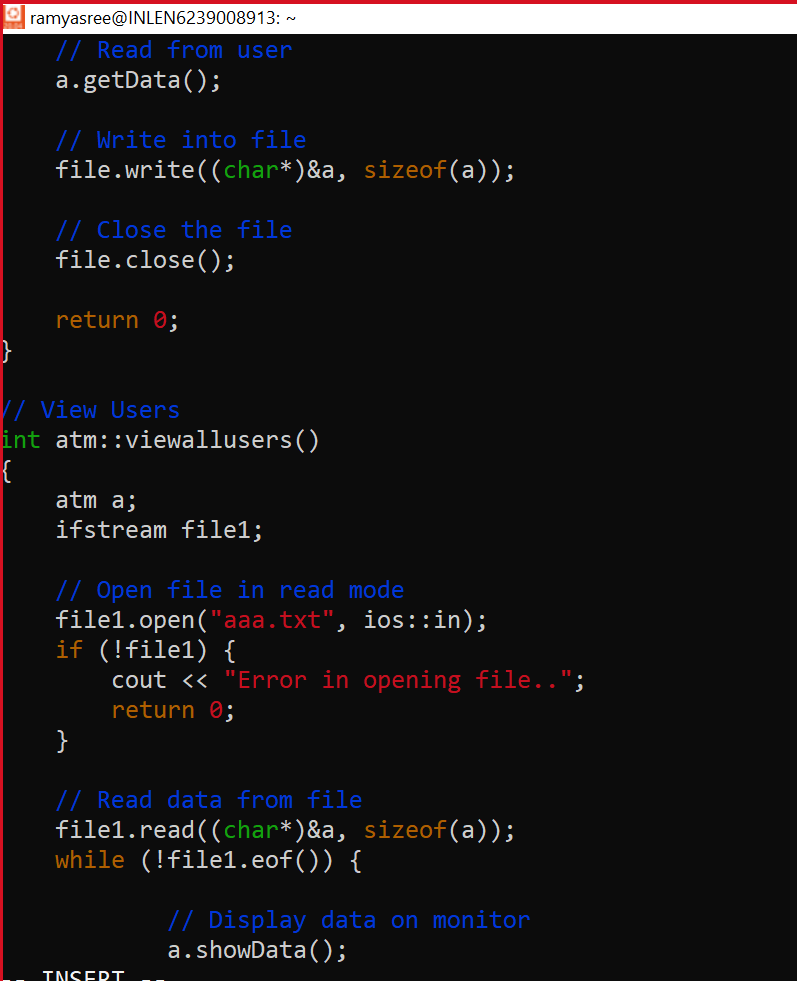 ramyasree@INLEN6239008913: ~
    // Read from user
    a.getData();

    // Write into file
    file.write((char*)&a, sizeof(a));

    // Close the file
    file.close();

    return 0;
}

// View Users
int atm::viewallusers()
{
    atm a;
    ifstream file1;

    // Open file in read mode
    file1.open("aaa.txt", ios::in);
    if (!file1) {
        cout << "Error in opening file..";
        return 0;
    }

    // Read data from file
    file1.read((char*)&a, sizeof(a));
    while (!file1.eof()) {

            // Display data on monitor
            a.showData();
-- INSERT --